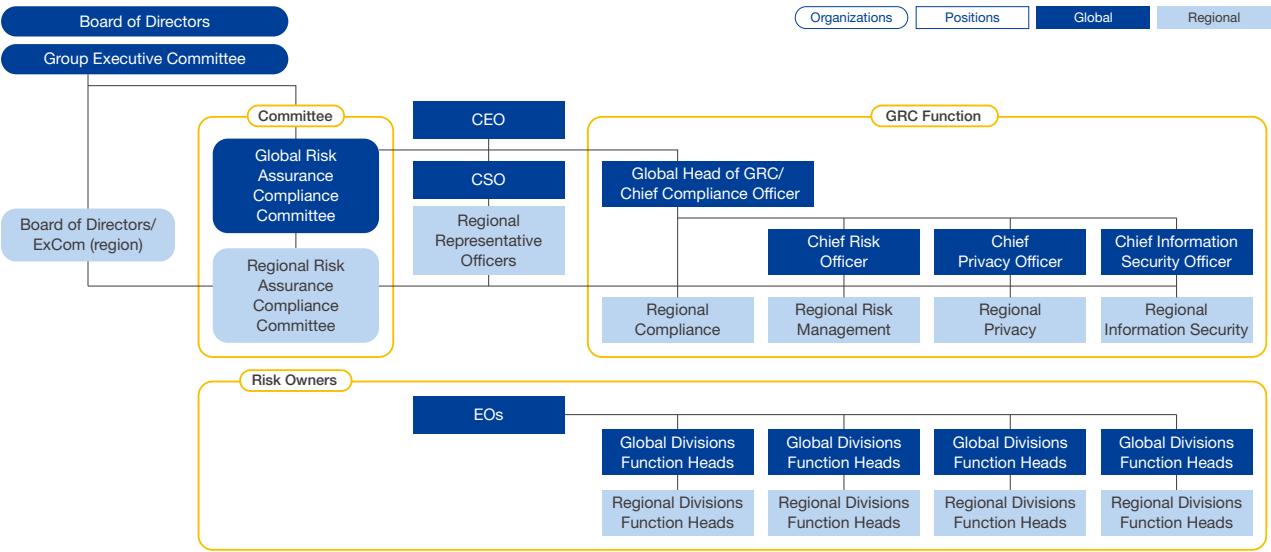 Board of Directors
Group Executive Committee
Organizations
Positions
Global
Regional
Committee
Global Risk
Assurance
Compliance
Committee
Board of Directors/
ExCom (region)
Regional Risk
Assurance
Compliance
Committee
CEO
CSO
Regional
Representative
Officers
GRC Function
Global Head of GRC/
Chief Compliance Officer
Chief Risk
Officer
Chief
Privacy Officer
Chief Information
Security Officer
Regional
Compliance
Regional Risk
Management
Regional
Privacy
Regional
Information Security
Risk Owners
EOs
Global Divisions
Function Heads
Global Divisions
Function Heads
Global Divisions
Function Heads
Global Divisions
Function Heads
Regional Divisions
Function Heads
Regional Divisions
Function Heads
Regional Divisions
Function Heads
Regional Divisions
Function Heads